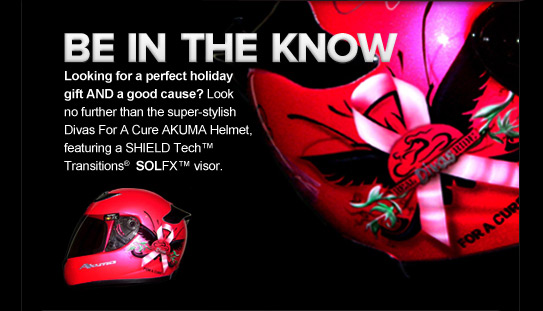 BE IN THE KNOW
Looking for a perfect holiday
gift AND a good cause? Look
no further than the super-stylish
Divas For A Cure AKUMA Helmet,
featuring a SHIELD Tech™
Transitions® SOLFX™ visor.
FOR A CURE
AKUMA